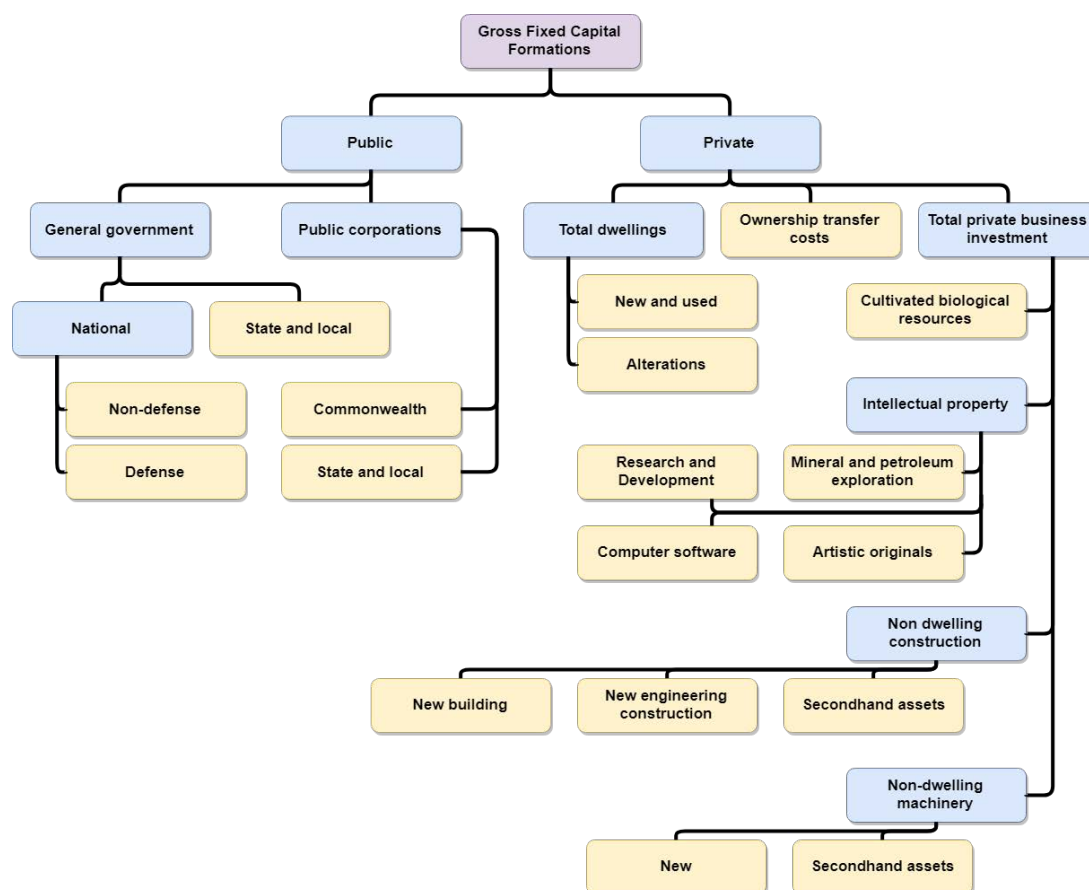 Gross Fixed Capital
Formations
Public
Private
General government
Public corporations
Total dwellings
Ownership transfer
costs
Total private business
investment
National
State and local
New and used
Cultivated biological
resources
Alterations
Non-defense
Commonwealth
Intellectual property
Defense
State and local
Research and
Development
Mineral and petroleum
exploration
Computer software
Artistic originals
Non dwelling
construction
New building
New engineering
construction
Secondhand assets
Non-dwelling
machinery
New
Secondhand assets